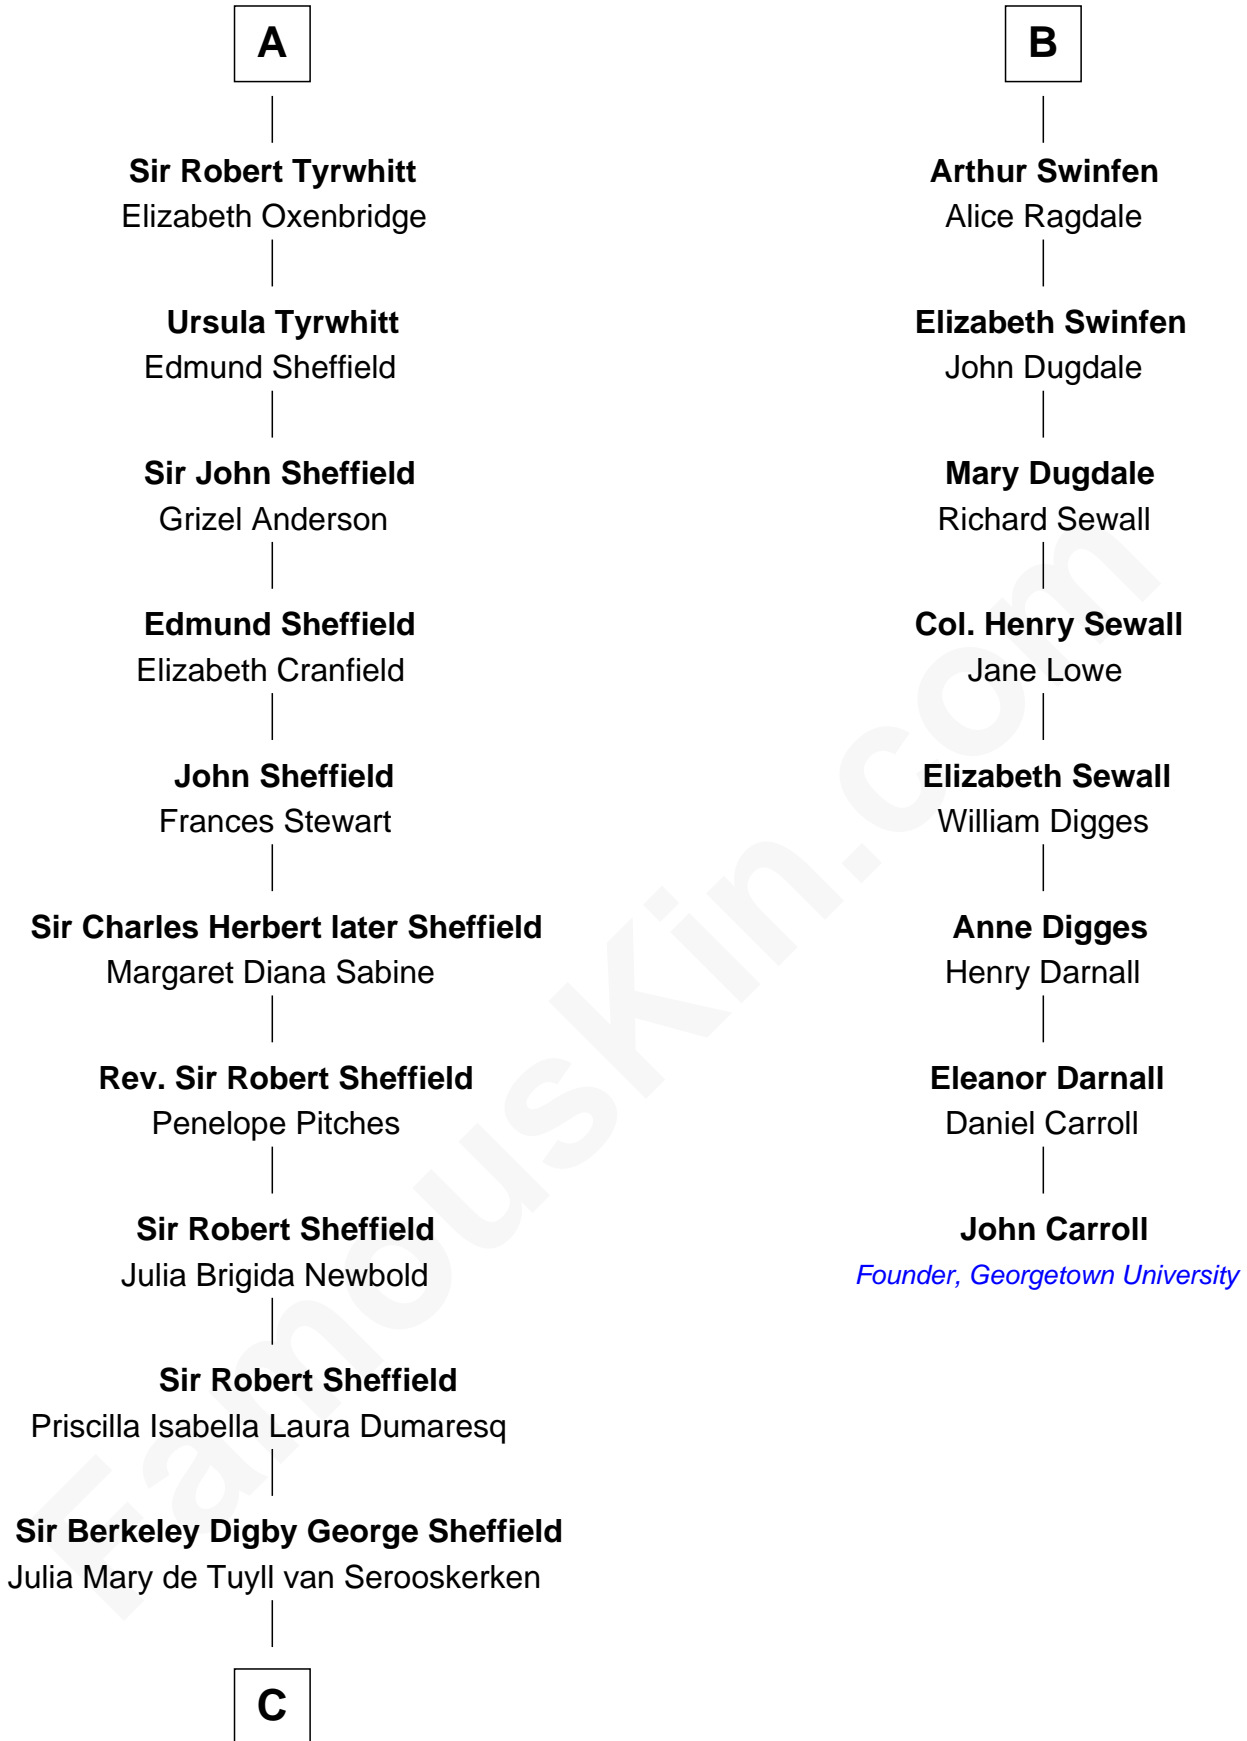 A
Sir Robert Tyrwhitt
Elizabeth Oxenbridge
Ursula Tyrwhitt
Edmund Sheffield
Sir John Sheffield
Grizel Anderson
Edmund Sheffield
Elizabeth Cranfield
John Sheffield
Frances Stewart
Sir Charles Herbert later Sheffield
Margaret Diana Sabine
Rev. Sir Robert Sheffield
Penelope Pitches
Sir Robert Sheffield
Julia Brigida Newbold
Sir Robert Sheffield
Priscilla Isabella Laura Dumaresq
Sir Berkeley Digby George Sheffield
Julia Mary de Tuyll van Serooskerken
C
B
Arthur Swinfen
Alice Ragdale
Elizabeth Swinfen
John Dugdale
Mary Dugdale
Richard Sewall
Col. Henry Sewall
Jane Lowe
Elizabeth Sewall
William Digges
Anne Digges
Henry Darnall
Eleanor Darnall
Daniel Carroll
John Carroll
Founder, Georgetown University
FamousKin.com